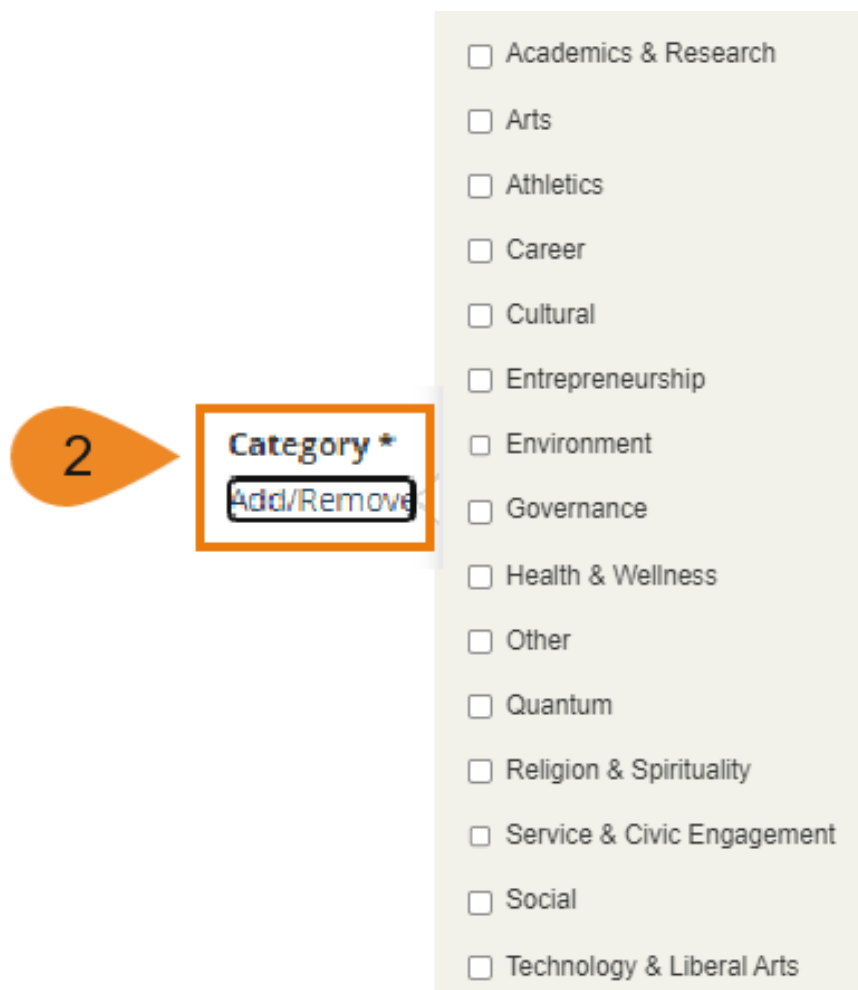 2
Category *
Add/Remove
Academics & Research
Arts
Athletics
Career
Cultural
Entrepreneurship
Environment
Governance
Health & Wellness
Other
Quantum
Religion & Spirituality
Service & Civic Engagement
Social
Technology & Liberal Arts